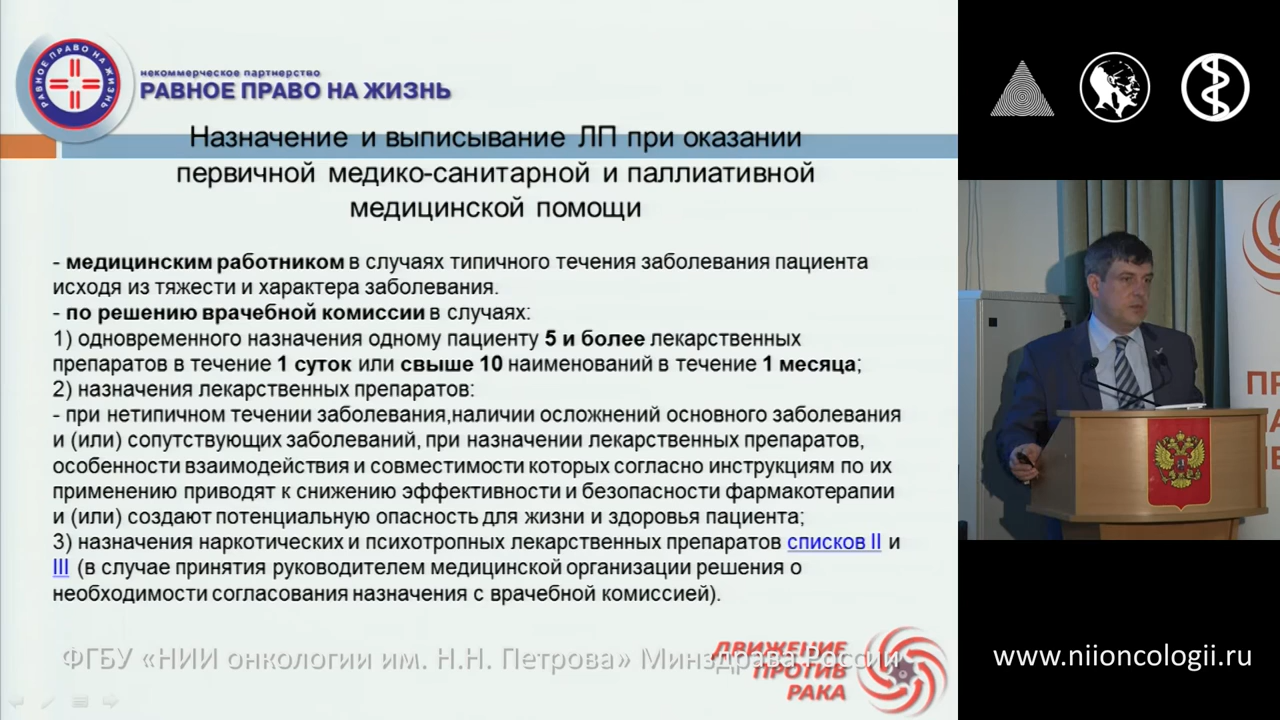 РАВНОЕ ПРАВО НА ЖИЗНЬ
некоммерческое партнерство
РАВНОЕ ПРАВО НА ЖИЗНЬ
Назначение и выписывание ЛП при оказании
первичной медико-санитарной и паллиативной
медицинской помощи
- медицинским работником в случаях типичного течения заболевания пациента
исходя из тяжести и характера заболевания.
- по решению врачебной комиссии в случаях:
1) одновременного назначения одному пациенту 5 и более лекарственных
препаратов в течение 1 суток или свыше 10 наименований в течение 1 месяца;
2) назначения лекарственных препаратов:
- при нетипичном течении заболевания,наличии осложнений основного заболевания
и (или) сопутствующих заболеваний, при назначении лекарственных препаратов,
особенности взаимодействия и совместимости которых согласно инструкциям по их
применению приводят к снижению эффективности и безопасности фармакотерапии
и (или) создают потенциальную опасность для жизни и здоровья пациента;
3) назначения наркотических и психотропных лекарственных препаратов списков II и
III (в случае принятия руководителем медицинской организации решения о
необходимости согласования назначения с врачебной комиссией).
ФГБУ «НИИ онкологии им. Н.Н. Петрова» Минздрава России
ДВИЖЕНИЕ
ПРОТИВ
РАКА
www.niioncologii.ru